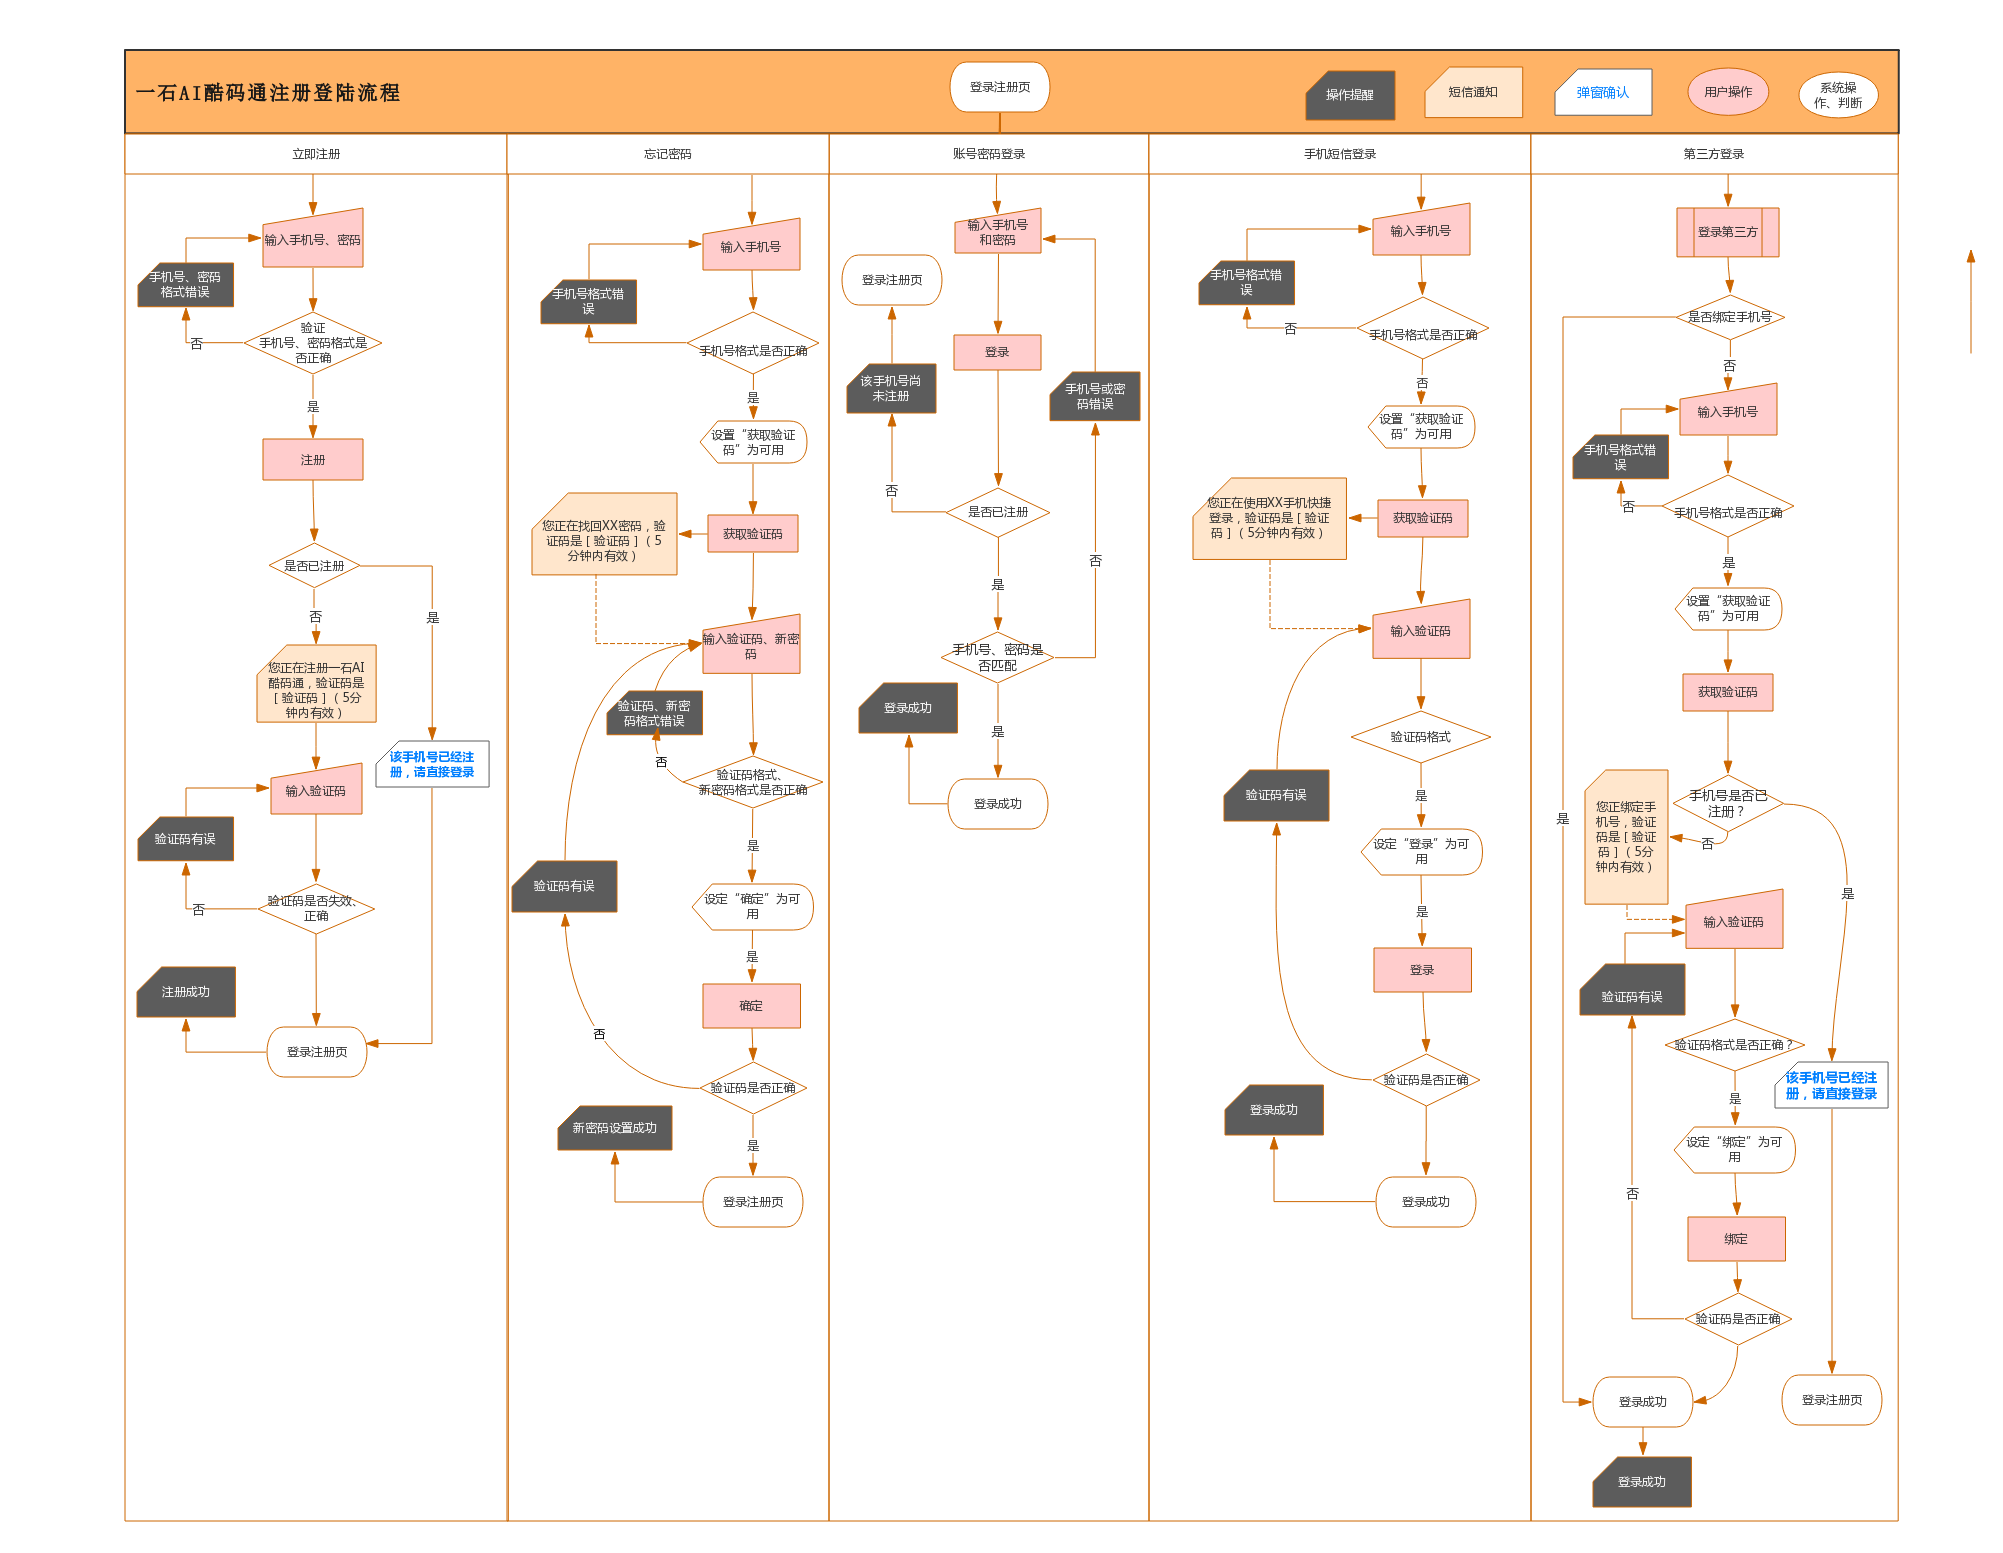 一石AI酷码通注册登陆流程
登录注册页
操作提醒
短信通知
弹窗确认
用户操作
系统操
作、判断
立即注册
忘记密码
账号密码登录
手机短信登录
第三方登录
输入手机号、密码
手机号、密码
格式错误
验证
手机号、密码格式是
否正确
否
是
注册
是否已注册
否
是
您正在注册一石AI
酷码通，验证码是
［验证码］（5分
钟内有效）
该手机号已经注
册，请直接登录
输入验证码
验证码有误
验证码是否失效、
正确
否
注册成功
登录注册页
输入手机号
手机号格式错
误
手机号格式是否正确
是
设置“获取验证
码”为可用
您正在找回XX密码，验
证码是［验证码］（5
分钟内有效）
获取验证码
输入验证码、新密
码
验证码、新密
码格式错误
否
验证码格式、
新密码格式是否正确
是
验证码有误
设定“确定”为可
用
是
确定
否
验证码是否正确
新密码设置成功
是
登录注册页
输入手机号
和密码
登录注册页
登录
该手机号尚
未注册
手机号或密
码错误
否
是否已注册
否
是
手机号、密码是
否匹配
登录成功
是
登录成功
输入手机号
手机号格式错
误
否
手机号格式是否正确
否
设置“获取验证
码”为可用
您正在使用XX手机快捷
登录，验证码是［验证
码］（5分钟内有效）
获取验证码
输入验证码
验证码格式
验证码有误
是
设定“登录”为可
用
是
登录
验证码是否正确
登录成功
登录成功
登录第三方
是否绑定手机号
否
输入手机号
手机号格式错
误
否
手机号格式是否正确
是
设置“获取验证
码”为可用
获取验证码
手机号是否已
注册？
您正绑定手
机号，验证
码是［验证
码］（5分
钟内有效）
是
否
是
输入验证码
验证码有误
验证码格式是否正确？
该手机号已经注
册，请直接登录
是
设定“绑定”为可
用
否
绑定
验证码是否正确
登录成功
登录注册页
登录成功